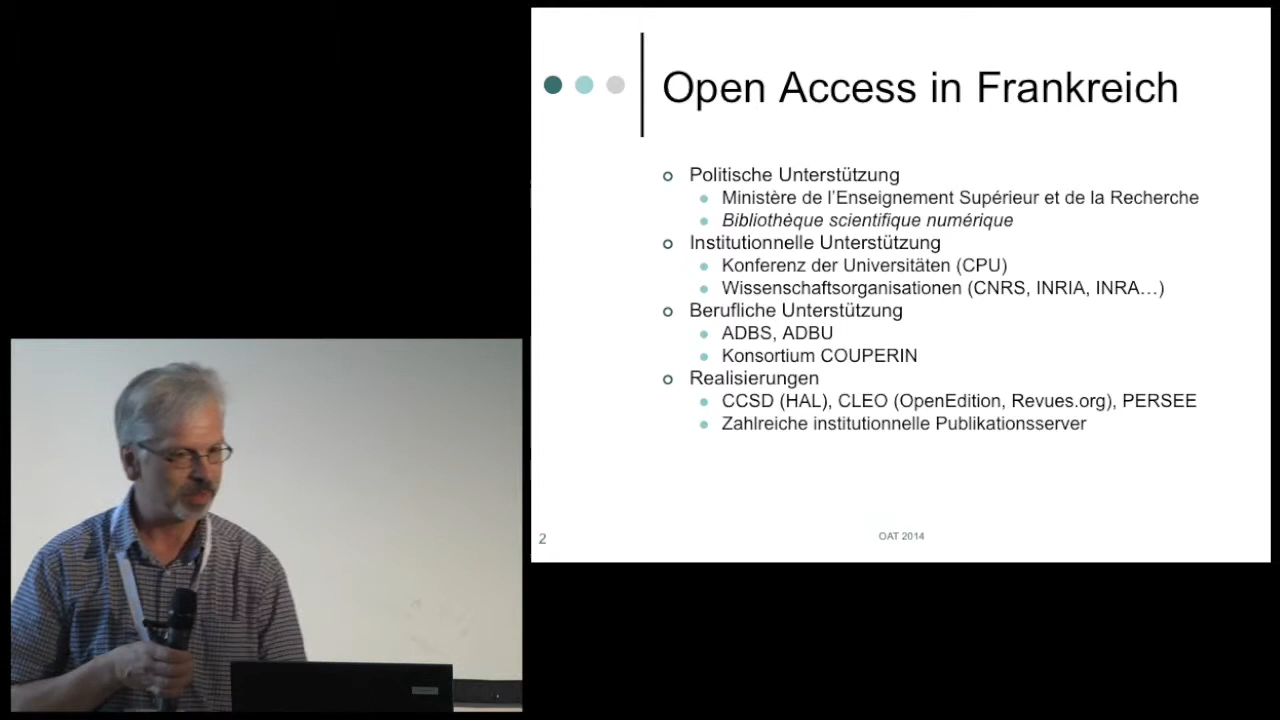 Open Access in Frankreich
Politische Unterstützung
Ministère de l'Enseignement Supérieur et de la Recherche
Bibliothèque scientifique numérique
Institutionnelle Unterstützung
Konferenz der Universitäten (CPU)
Wissenschaftsorganisationen (CNRS, INRIA, INRA…)
Berufliche Unterstützung
ADBS, ADBU
Konsortium COUPERIN
Realisierungen
CCSD (HAL), CLEO (OpenEdition, Revues.org), PERSEE
Zahlreiche institutionnelle Publikationsserver
2
OAT 2014